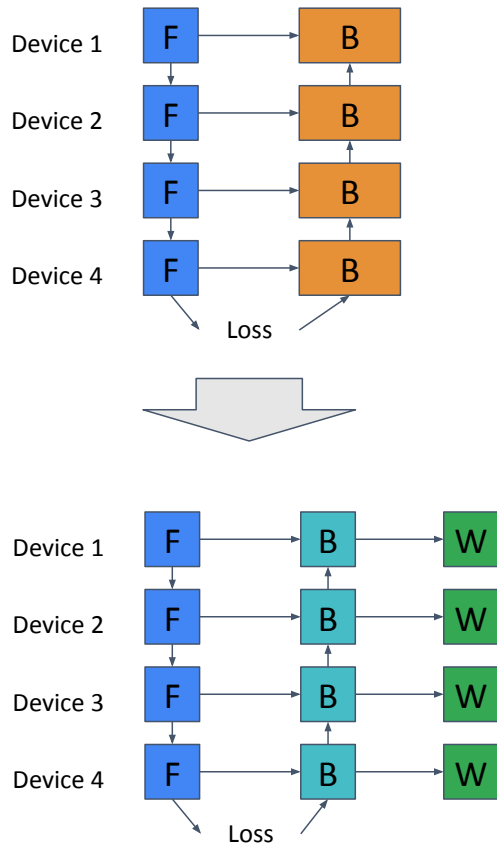 Device 1 F B
Device 2 F B
Device 3 F B
Device 4 F B
Loss
Device 1 F B W
Device 2 F B W
Device 3 F B W
Device 4 F B W
Loss